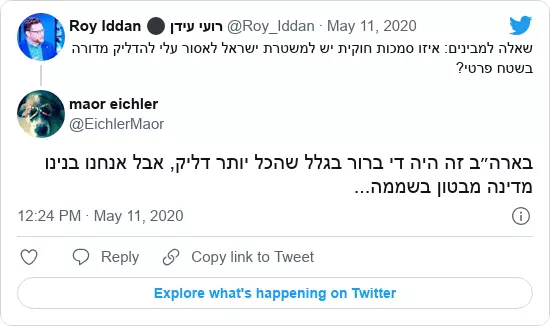 Roy Iddan ⚫ רועי עידן @Roy_Iddan · May 11, 2020
שאלה למבינים: איזו סמכות חוקית יש למשטרת ישראל לאסור עלי להדליק מדורה
בשטח פרטי?
maor eichler
@EichlerMaor
בארה״ב זה היה די ברור בגלל שהכל יותר דליק, אבל אנחנו בנינו
מדינה מבטון בשממה...
12:24 PM · May 11, 2020
Reply
Copy link to Tweet
Explore what's happening on Twitter